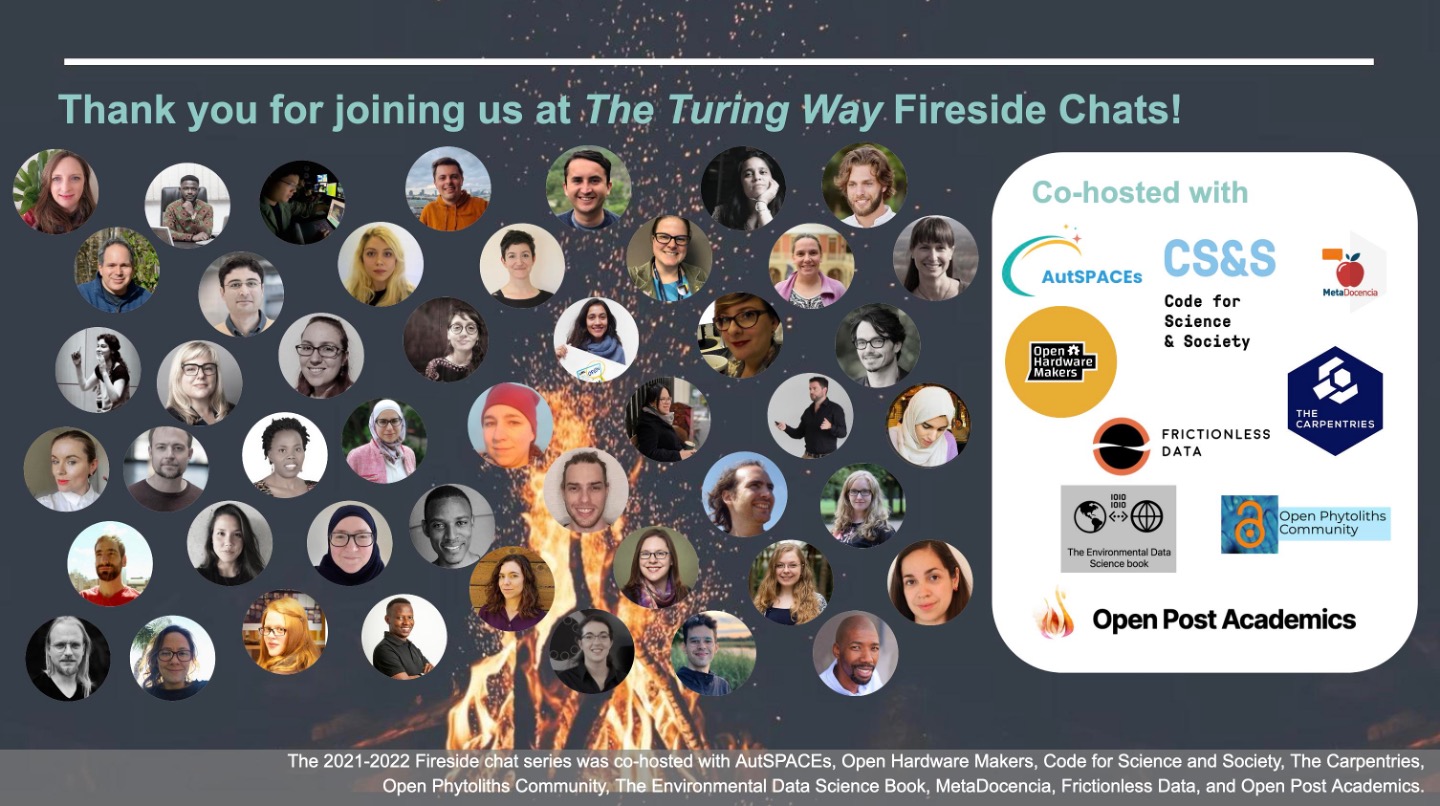 Thank you for joining us at The Turing Way Fireside Chats!
Co-hosted with
AutSPACEs
CS&S
Code for
Science
& Society
MetaDocencia
Open
Hardware
Makers
THE
CARPENTRIES
FRICTIONLESS
DATA
IOIO
IOIO
The Environmental Data
Science book
Open Phytoliths
Community
Open Post Academics
OPEN
The 2021-2022 Fireside chat series was co-hosted with AutSPACEs, Open Hardware Makers, Code for Science and Society, The Carpentries,
Open Phytoliths Community, The Environmental Data Science Book, MetaDocencia, Frictionless Data, and Open Post Academics.